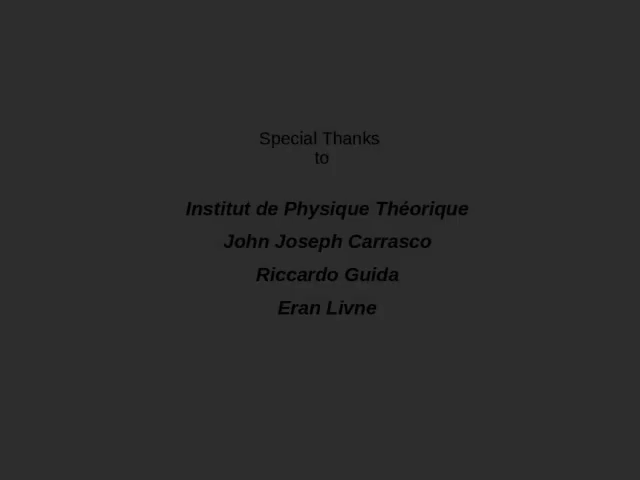 Special Thanks
to
Institut de Physique Théorique
John Joseph Carrasco
Riccardo Guida
Eran Livne